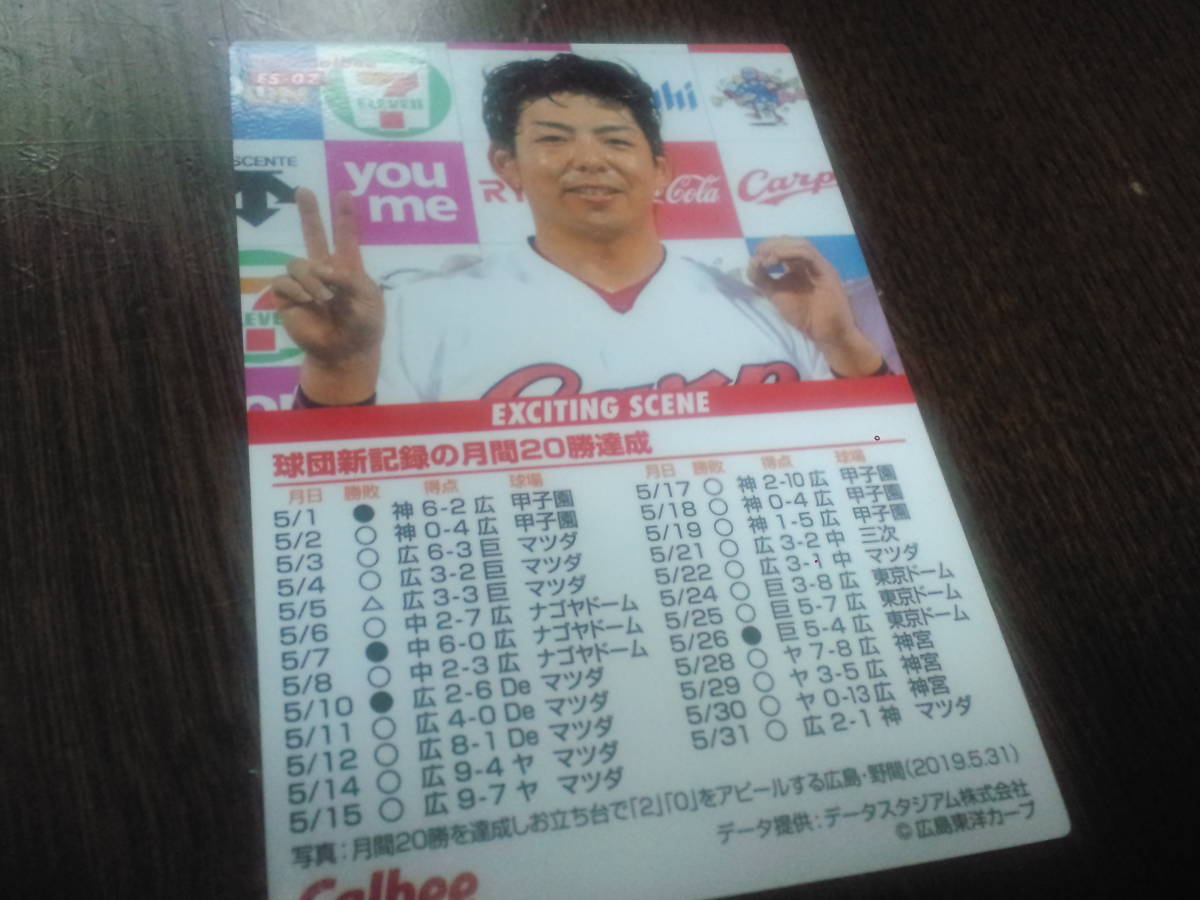 Calbee
ES-07
7
ELEVEN
DESCENTE
you
me
Cola
Carp
EXCITING SCENE
球団新記録の月間20勝達成
月日 勝敗 得点 球場
5/1 ● 神 6-2 広 甲子園
5/2 ○ 神 0-4 広 甲子園
5/3 ○ 広 6-3 巨 マツダ
5/4 ○ 広 3-2 巨 マツダ
5/5 △ 広 3-3 巨 マツダ
5/6 ○ 中 2-7 広 ナゴヤドーム
5/7 ● 中 6-0 広 ナゴヤドーム
5/8 ○ 中 2-3 広 ナゴヤドーム
5/10 ● 広 2-6 De マツダ
5/11 ○ 広 4-0 De マツダ
5/12 ○ 広 8-1 De マツダ
5/14 ○ 広 9-4 ヤ マツダ
5/15 ○ 広 9-7 ヤ マツダ
月日 勝敗 得点 球場
5/17 ○ 神 2-10 広 甲子園
5/18 ○ 神 0-4 広 甲子園
5/19 ○ 神 1-5 広 甲子園
5/21 ○ 広 3-2 中 三次
5/22 ○ 広 3-1 中 マツダ
5/24 ○ 巨 3-8 広 東京ドーム
5/25 ○ 巨 5-7 広 東京ドーム
5/26 ● 巨 5-4 広 東京ドーム
5/28 ○ ヤ 7-8 広 神宮
5/29 ○ ヤ 3-5 広 神宮
5/30 ○ ヤ 0-13 広 神宮
5/31 ○ 広 2-1 神 マツダ
写真:月間20勝を達成しお立ち台で「2」「0」をアピールする広島・野間(2019.5.31)
データ提供:データスタジアム株式会社
©広島東洋カープ
Calbee